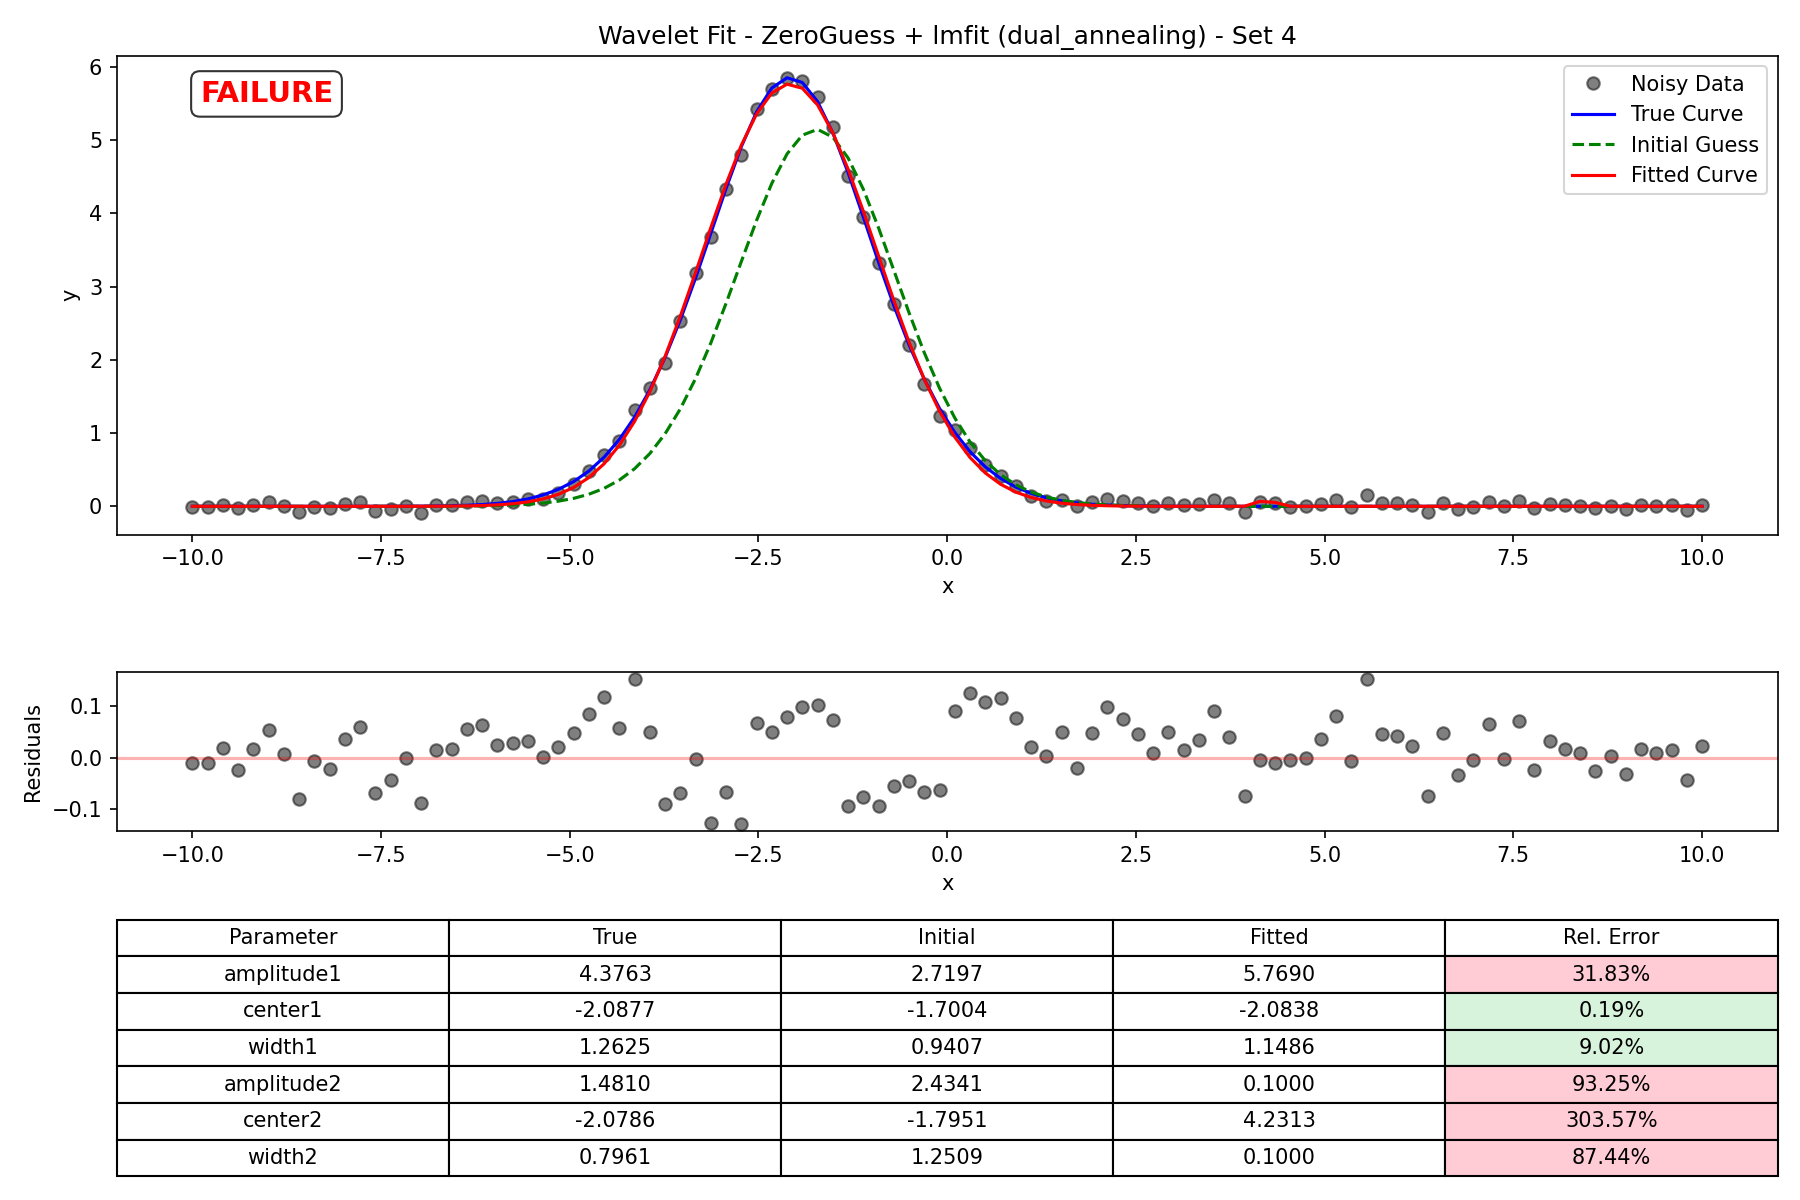 Wavelet Fit - ZeroGuess + lmfit (dual_annealing) - Set 4
FAILURE
Noisy Data
True Curve
Initial Guess
Fitted Curve
6
5
4
3
2
1
0
y
−10.0 −7.5 −5.0 −2.5 0.0 2.5 5.0 7.5 10.0
x
0.1
0.0
−0.1
Residuals
−10.0 −7.5 −5.0 −2.5 0.0 2.5 5.0 7.5 10.0
x
Parameter True Initial Fitted Rel. Error
amplitude1 4.3763 2.7197 5.7690 31.83%
center1 -2.0877 -1.7004 -2.0838 0.19%
width1 1.2625 0.9407 1.1486 9.02%
amplitude2 1.4810 2.4341 0.1000 93.25%
center2 -2.0786 -1.7951 4.2313 303.57%
width2 0.7961 1.2509 0.1000 87.44%